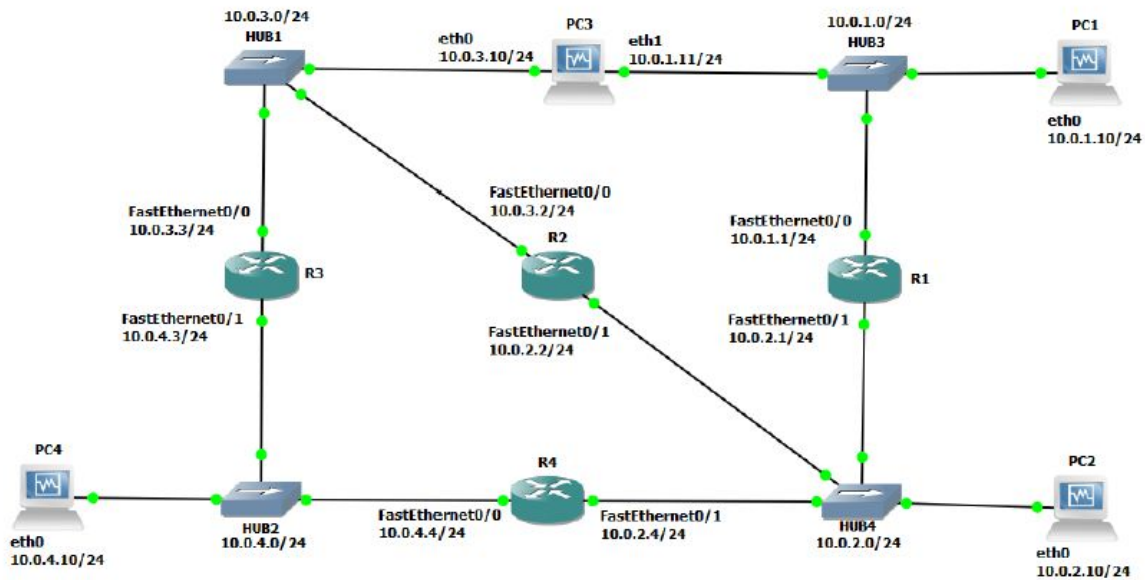 10.0.3.0/24
HUB1
eth0
10.0.3.10/24
PC3
eth1
10.0.1.11/24
10.0.1.0/24
HUB3
PC1
eth0
10.0.1.10/24
FastEthernet0/0
10.0.3.3/24
R3
FastEthernet0/1
10.0.4.3/24
FastEthernet0/0
10.0.3.2/24
R2
FastEthernet0/1
10.0.2.2/24
FastEthernet0/0
10.0.1.1/24
R1
FastEthernet0/1
10.0.2.1/24
PC4
eth0
10.0.4.10/24
HUB2
10.0.4.0/24
R4
FastEthernet0/0
10.0.4.4/24
FastEthernet0/1
10.0.2.4/24
HUB4
10.0.2.0/24
PC2
eth0
10.0.2.10/24